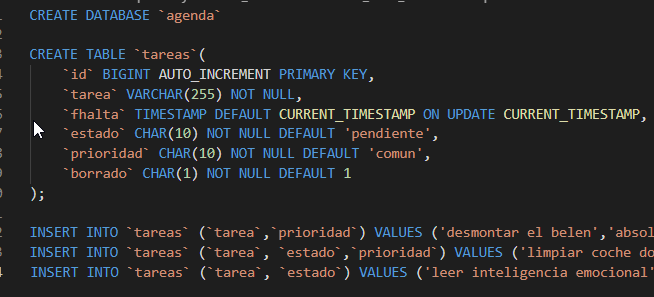 CREATE DATABASE `agenda`
CREATE TABLE `tareas`(
`id` BIGINT AUTO_INCREMENT PRIMARY KEY,
`tarea` VARCHAR(255) NOT NULL,
`fhalta` TIMESTAMP DEFAULT CURRENT_TIMESTAMP ON UPDATE CURRENT_TIMESTAMP,
`estado` CHAR(10) NOT NULL DEFAULT 'pendiente',
`prioridad` CHAR(10) NOT NULL DEFAULT 'comun',
`borrado` CHAR(1) NOT NULL DEFAULT 1
);
INSERT INTO `tareas` (`tarea`,`prioridad`) VALUES ('desmontar el belen','absol
INSERT INTO `tareas` (`tarea`, `estado`,`prioridad`) VALUES ('limpiar coche do
INSERT INTO `tareas` (`tarea`, `estado`) VALUES ('leer inteligencia emocional'